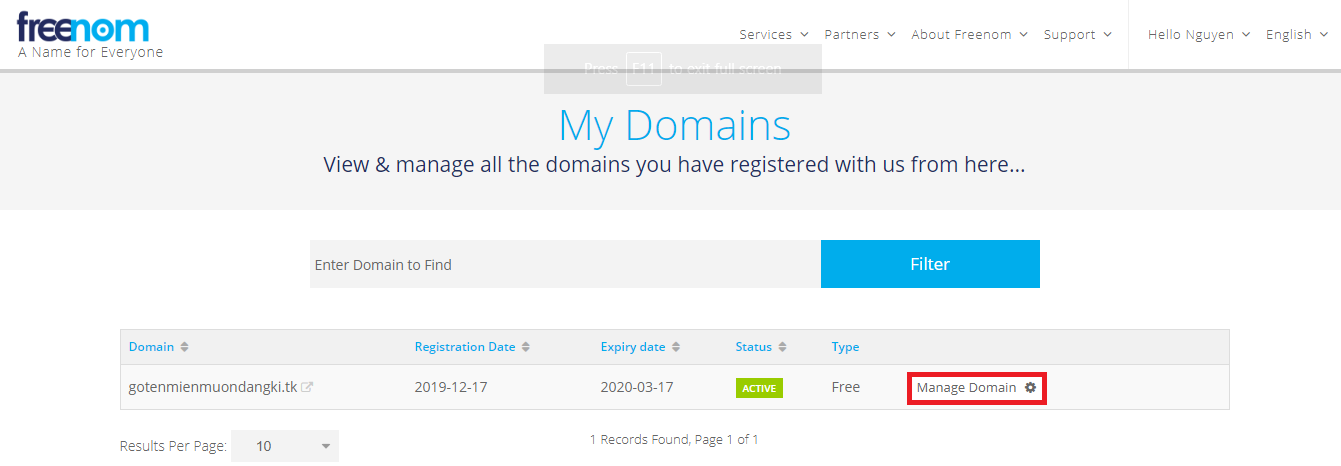 freenom
A Name for Everyone
Services Partners About Freenom Support Hello Nguyen English
Press F11 to exit full screen
My Domains
View & manage all the domains you have registered with us from here...
Enter Domain to Find Filter
Domain Registration Date Expiry date Status Type
gotenmienmuondangki.tk 2019-12-17 2020-03-17 ACTIVE Free Manage Domain
Results Per Page: 10 1 Records Found, Page 1 of 1